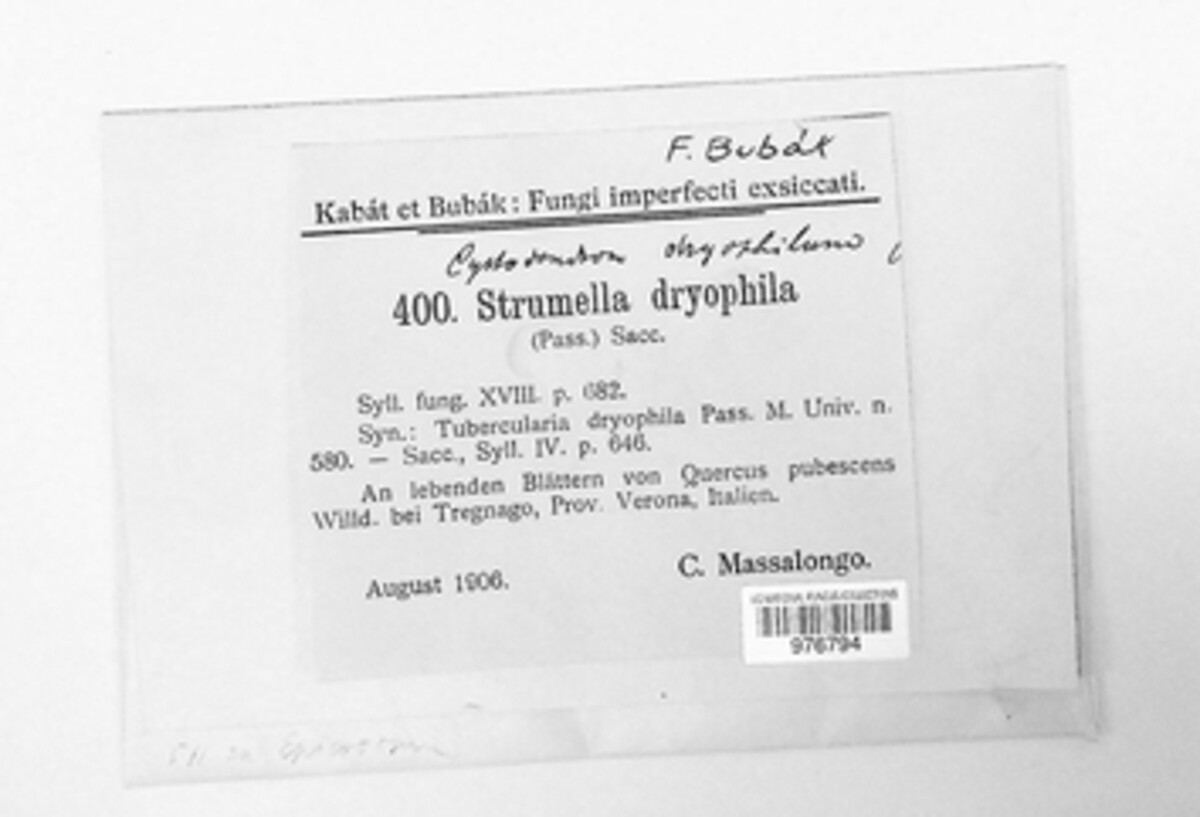 F. Bubák
Kabát et Bubák: Fungi imperfecti exsiccati.
Cystodendron dryophilum
400. Strumella dryophila
(Pass.) Sacc.
Syll. fung. XVIII. p. 682.
Syn.: Tubercularia dryophila Pass. M. Univ. n.
580. — Sacc., Syll. IV. p. 646.
An lebenden Blättern von Quercus pubescens
Willd. bei Tregnago, Prov. Verona, Italien.
August 1906.
C. Massalongo.
976794